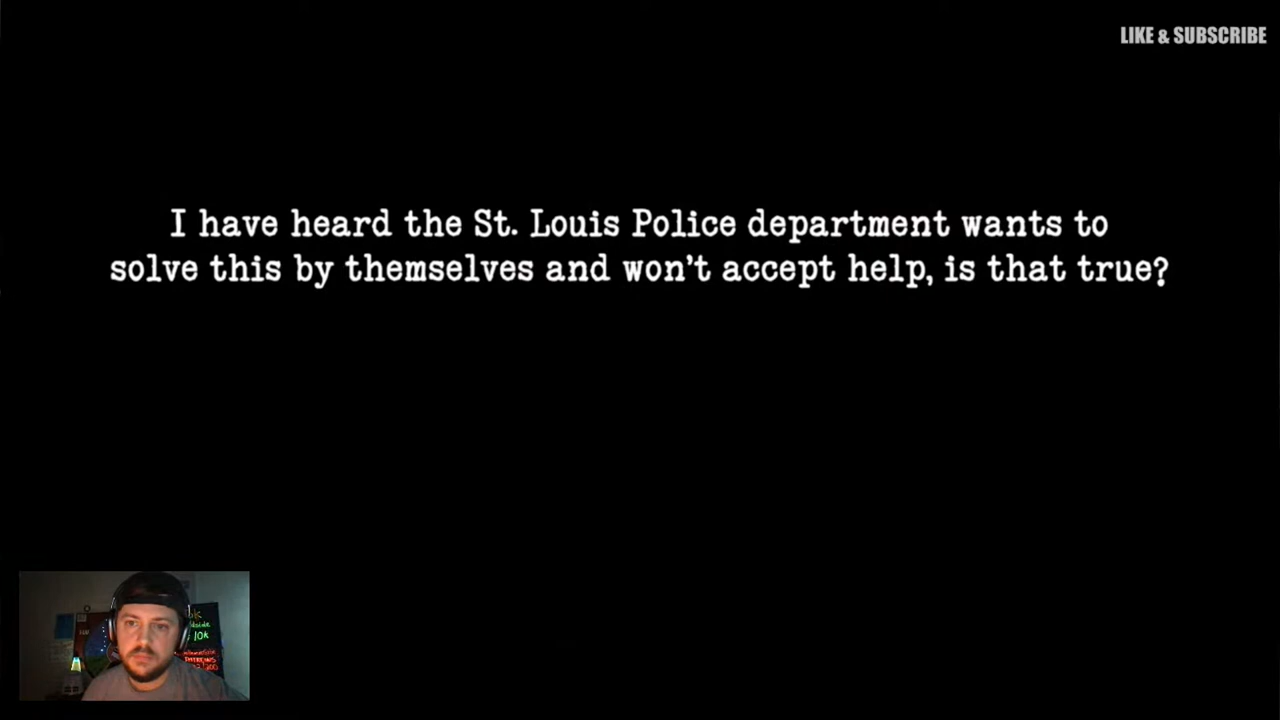 LIKE & SUBSCRIBE
I have heard the St. Louis Police department wants to
solve this by themselves and won't accept help, is that true?
10k